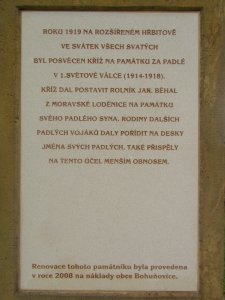 ROKU 1919 NA ROZŠÍŘENÉM HŘBITOVĚ
VE SVÁTEK VŠECH SVATÝCH
BYL POSVĚCEN KŘÍŽ NA PAMÁTKU ZA PADLÉ
V 1.SVĚTOVÉ VÁLCE (1914-1918).
KŘÍŽ DAL POSTAVIT ROLNÍK JAK. BĚHAL
Z MORAVSKÉ LODĚNICE NA PAMÁTKU
SVÉHO PADLÉHO SYNA. RODINY DALŠÍCH
PADLÝCH VOJÁKŮ DALY POŘÍDIT NA DESKY
JMÉNA SVÝCH PADLÝCH. TAKÉ PŘISPĚLY
NA TENTO ÚČEL MENŠÍM OBNOSEM.
Renovace tohoto památníku byla provedena
v roce 2008 na náklady obce Bohuňovice.